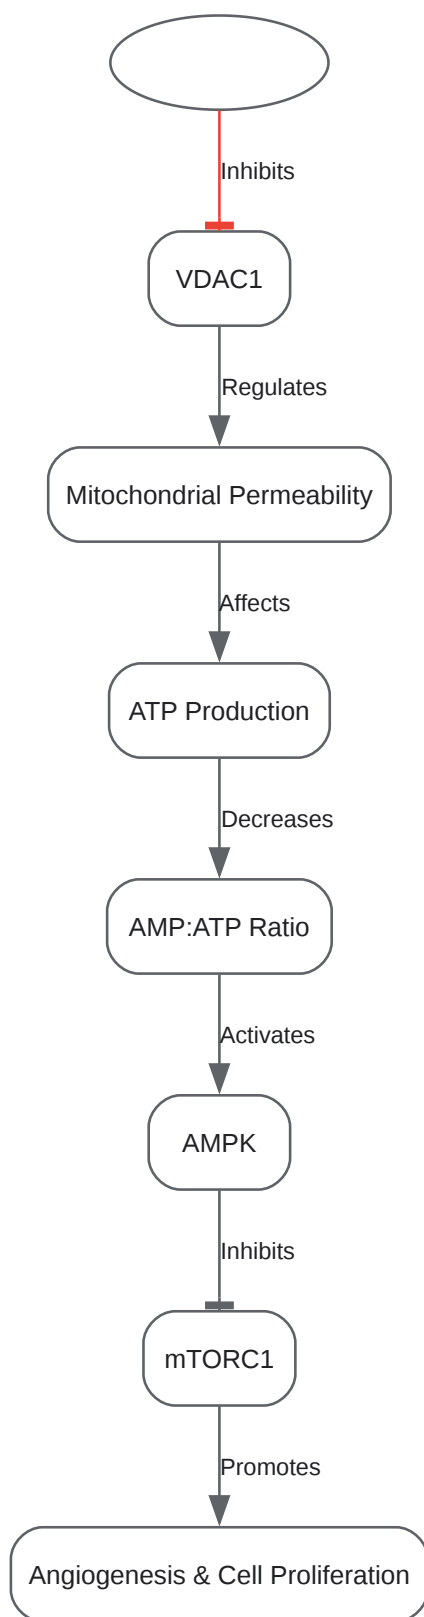 Inhibits
VDAC1
Regulates
Mitochondrial Permeability
Affects
ATP Production
Decreases
AMP:ATP Ratio
Activates
AMPK
Inhibits
mTORC1
Promotes
Angiogenesis & Cell Proliferation